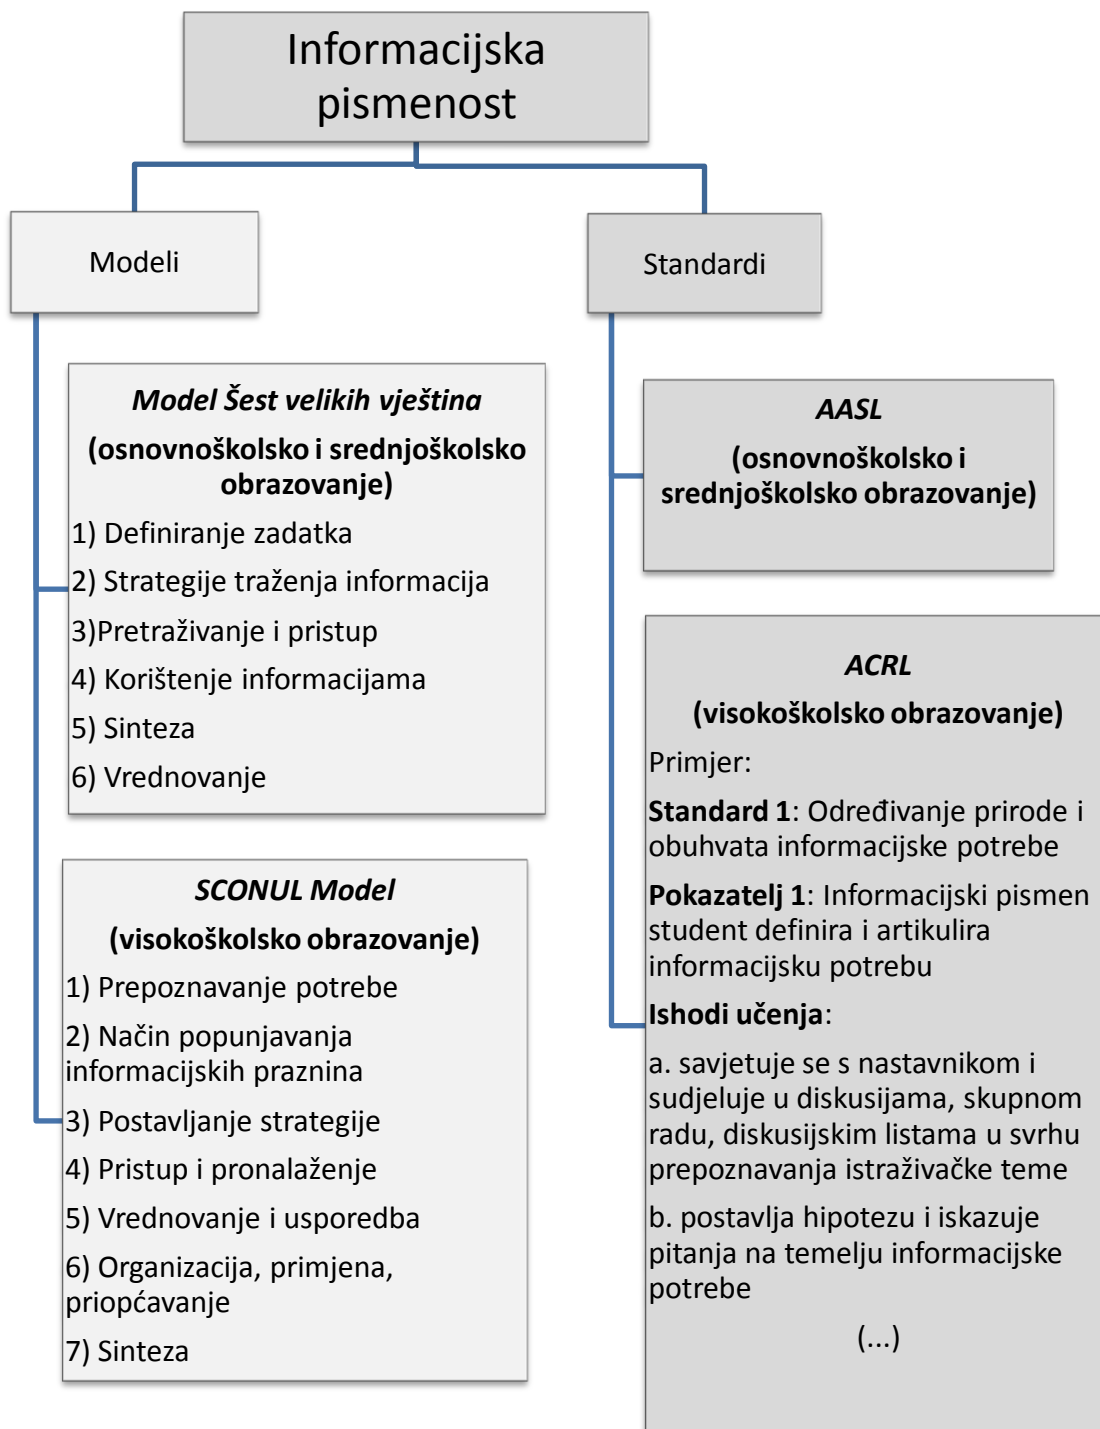 Informacijska
pismenost
Modeli
Standardi
Model Šest velikih vještina
(osnovnoškolsko i srednjoškolsko
obrazovanje)
1) Definiranje zadatka
2) Strategije traženja informacija
3)Pretraživanje i pristup
4) Korištenje informacijama
5) Sinteza
6) Vrednovanje
SCONUL Model
(visokoškolsko obrazovanje)
1) Prepoznavanje potrebe
2) Način popunjavanja
informacijskih praznina
3) Postavljanje strategije
4) Pristup i pronalaženje
5) Vrednovanje i usporedba
6) Organizacija, primjena,
priopćavanje
7) Sinteza
AASL
(osnovnoškolsko i
srednjoškolsko obrazovanje)
ACRL
(visokoškolsko obrazovanje)
Primjer:
Standard 1: Određivanje prirode i
obuhvata informacijske potrebe
Pokazatelj 1: Informacijski pismen
student definira i artikulira
informacijsku potrebu
Ishodi učenja:
a. savjetuje se s nastavnikom i
sudjeluje u diskusijama, skupnom
radu, diskusijskim listama u svrhu
prepoznavanja istraživačke teme
b. postavlja hipotezu i iskazuje
pitanja na temelju informacijske
potrebe
(...)